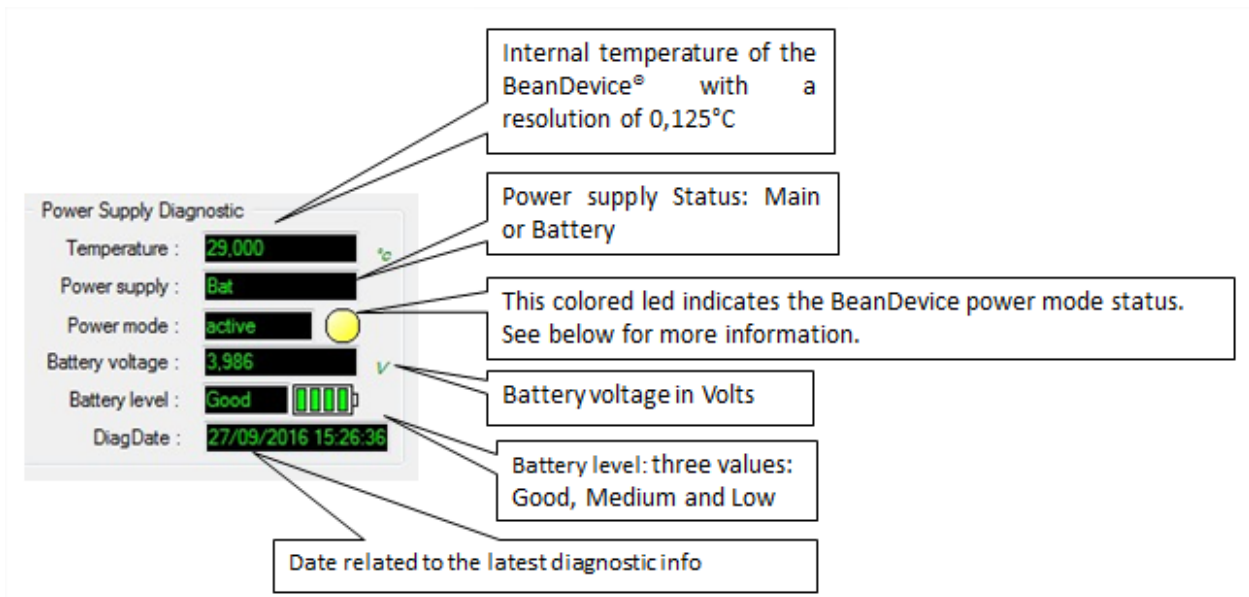 Internal temperature of the
BeanDevice® with a
resolution of 0,125°C
Power supply Status: Main
or Battery
Power Supply Diagnostic
Temperature : 29,000 °c
Power supply : Bat
Power mode : active
Battery voltage : 3,986 V
Battery level : Good
DiagDate : 27/09/2016 15:26:36
This colored led indicates the BeanDevice power mode status.
See below for more information.
Battery voltage in Volts
Battery level: three values:
Good, Medium and Low
Date related to the latest diagnostic info